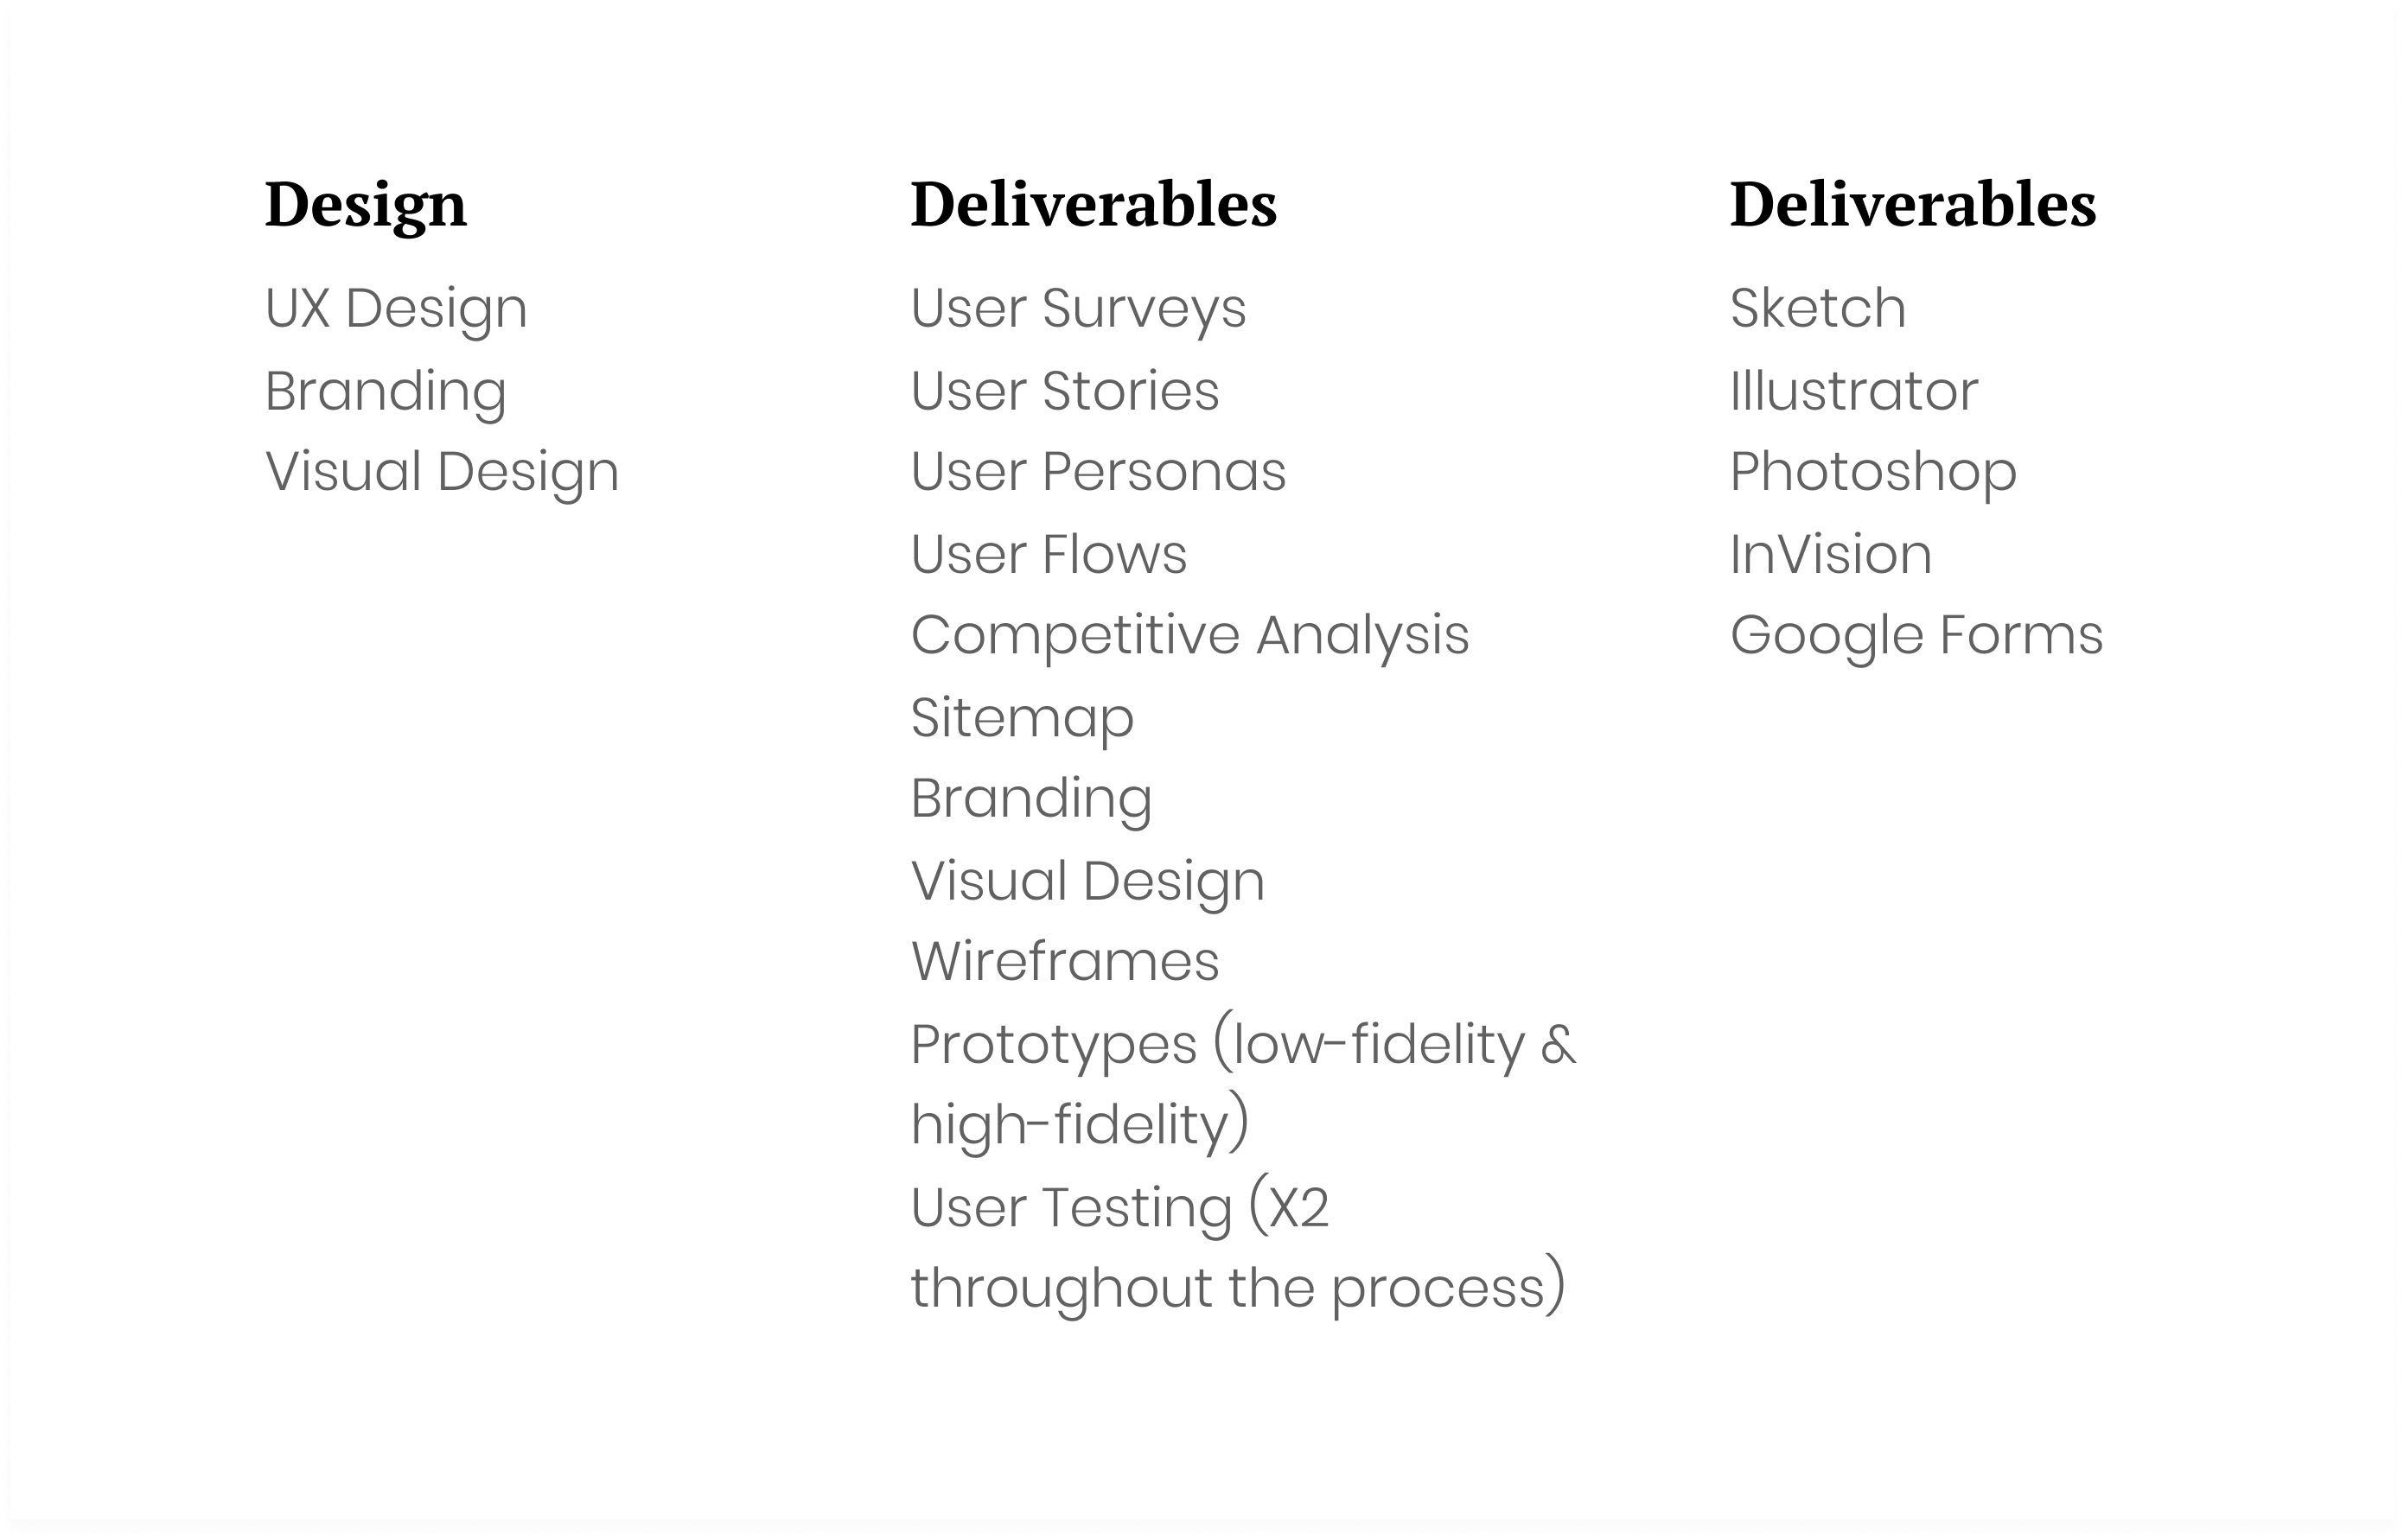 Design
UX Design
Branding
Visual Design
Deliverables
User Surveys
User Stories
User Personas
User Flows
Competitive Analysis
Sitemap
Branding
Visual Design
Wireframes
Prototypes (low-fidelity &
high-fidelity)
User Testing (X2
throughout the process)
Deliverables
Sketch
Illustrator
Photoshop
InVision
Google Forms